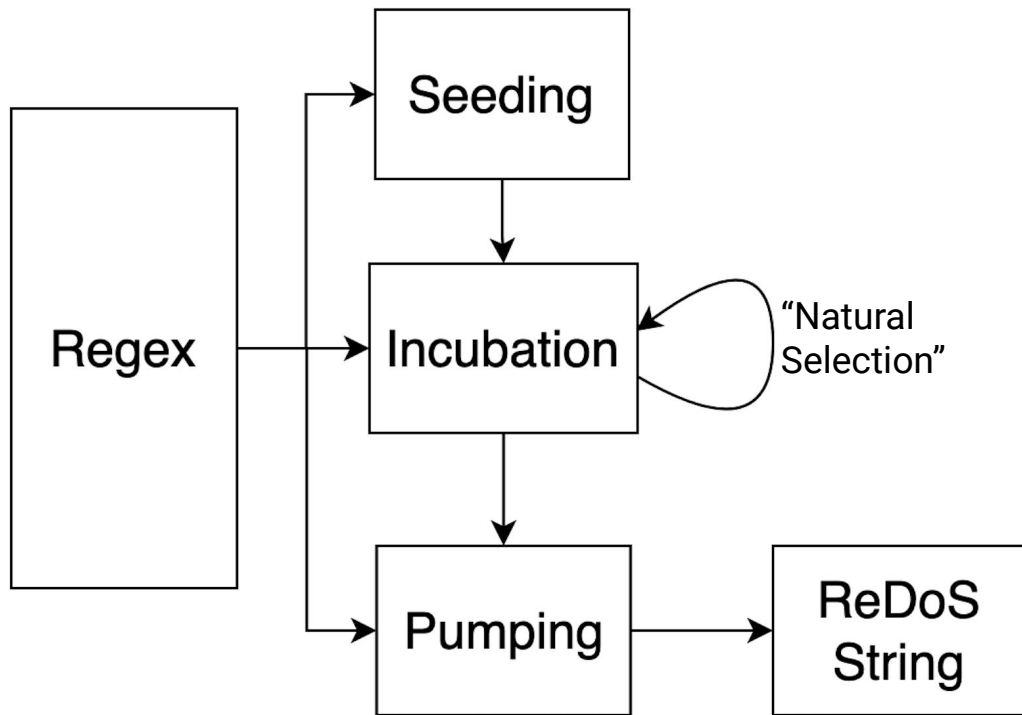 Seeding
Regex
Incubation
“Natural
Selection”
Pumping
ReDoS
String